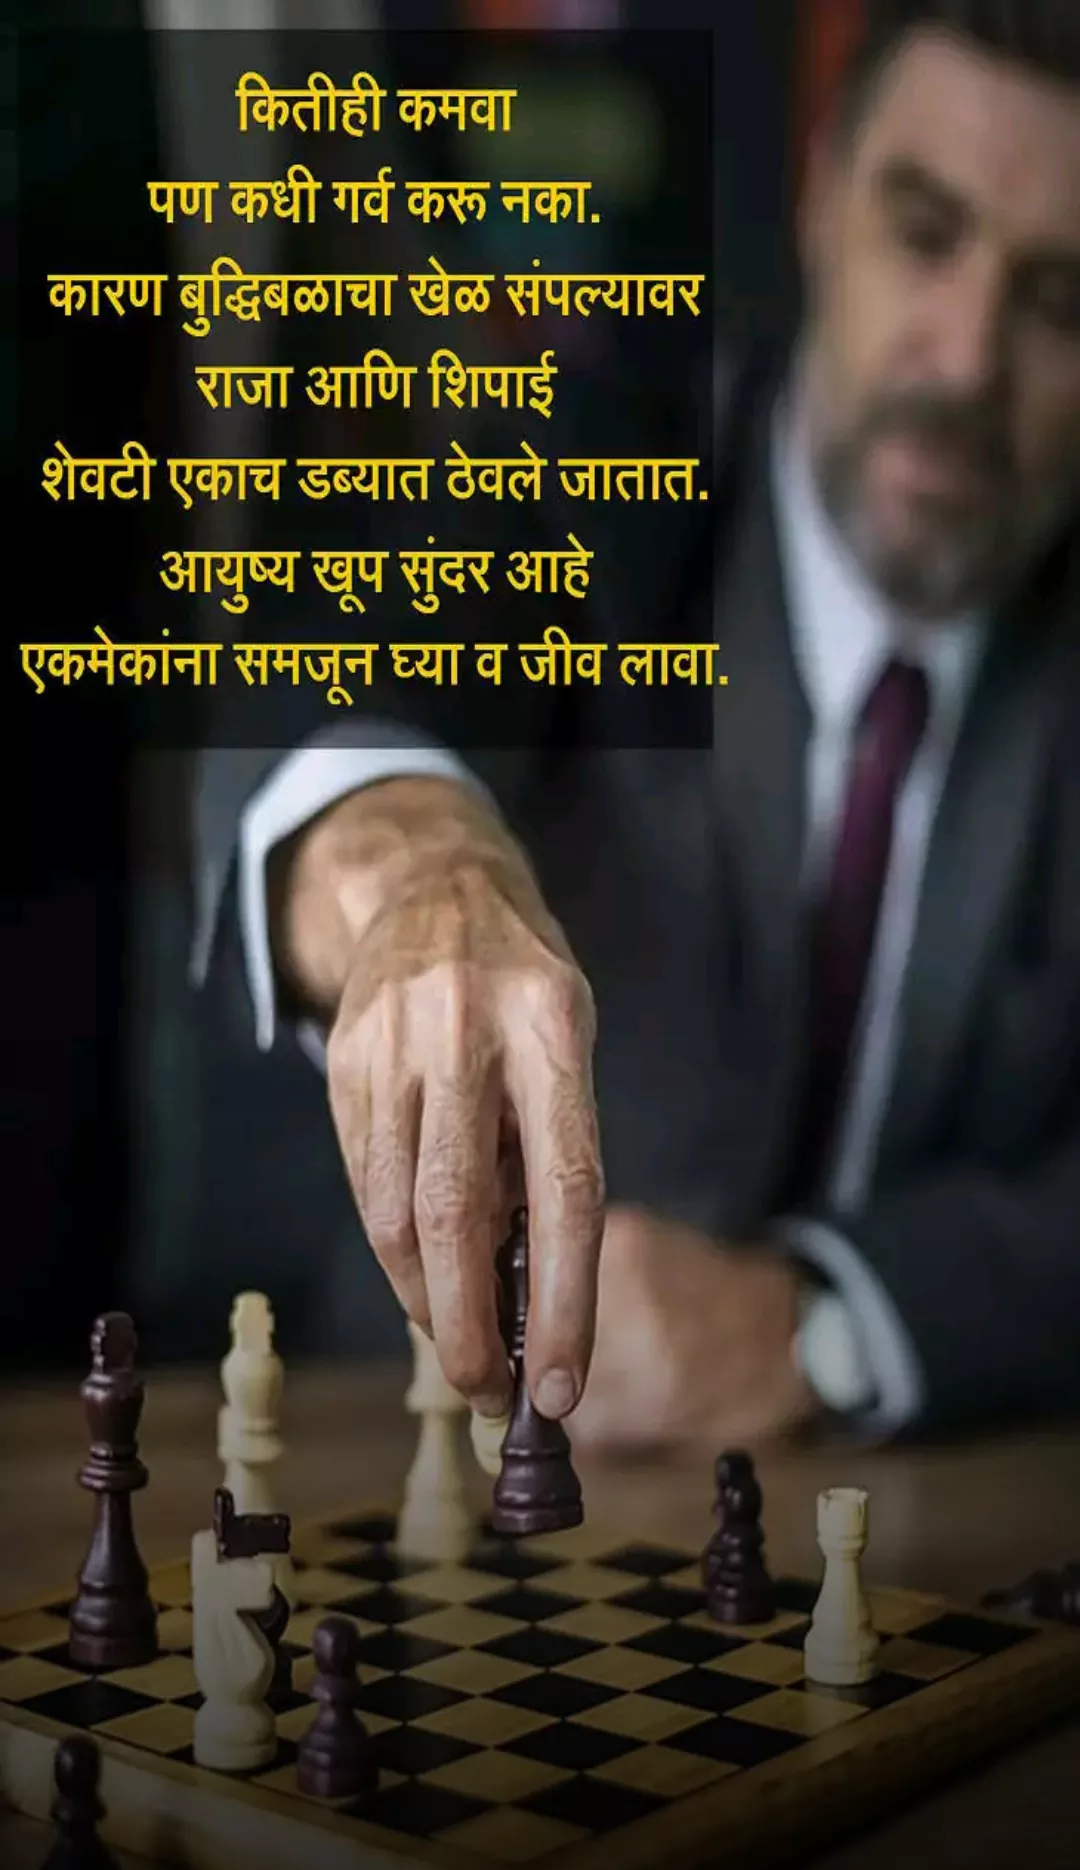 कितीही कमवा
पण कधी गर्व करू नका.
कारण बुद्धिबळाचा खेळ संपल्यावर
राजा आणि शिपाई
शेवटी एकाच डब्यात ठेवले जातात.
आयुष्य खूप सुंदर आहे
एकमेकांना समजून घ्या व जीव लावा.